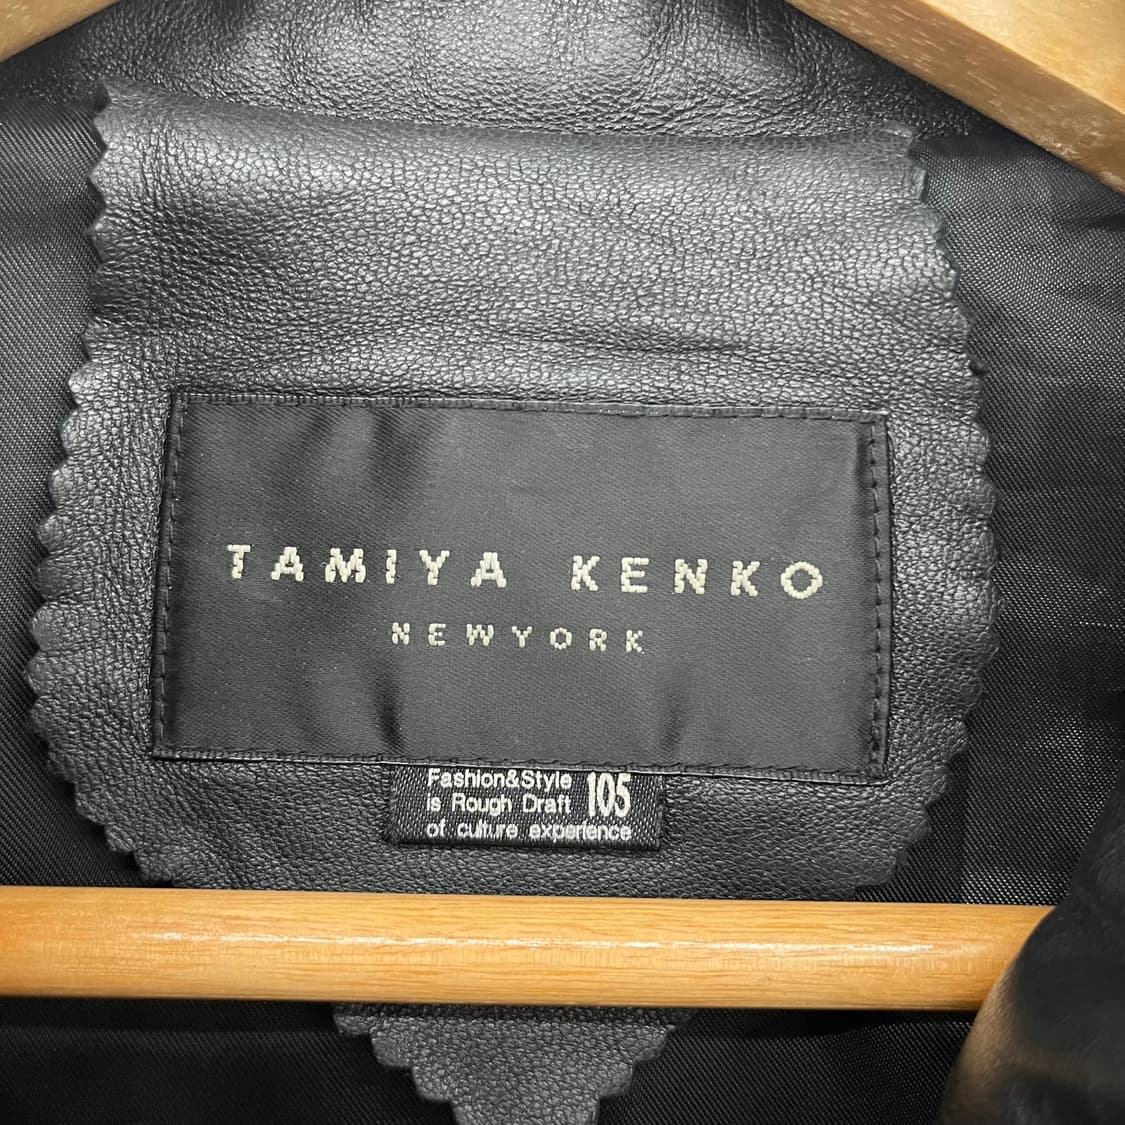 TAMIYA KENKO
NEWYORK
Fashion&Style 105
is Rough Draft
of culture experience